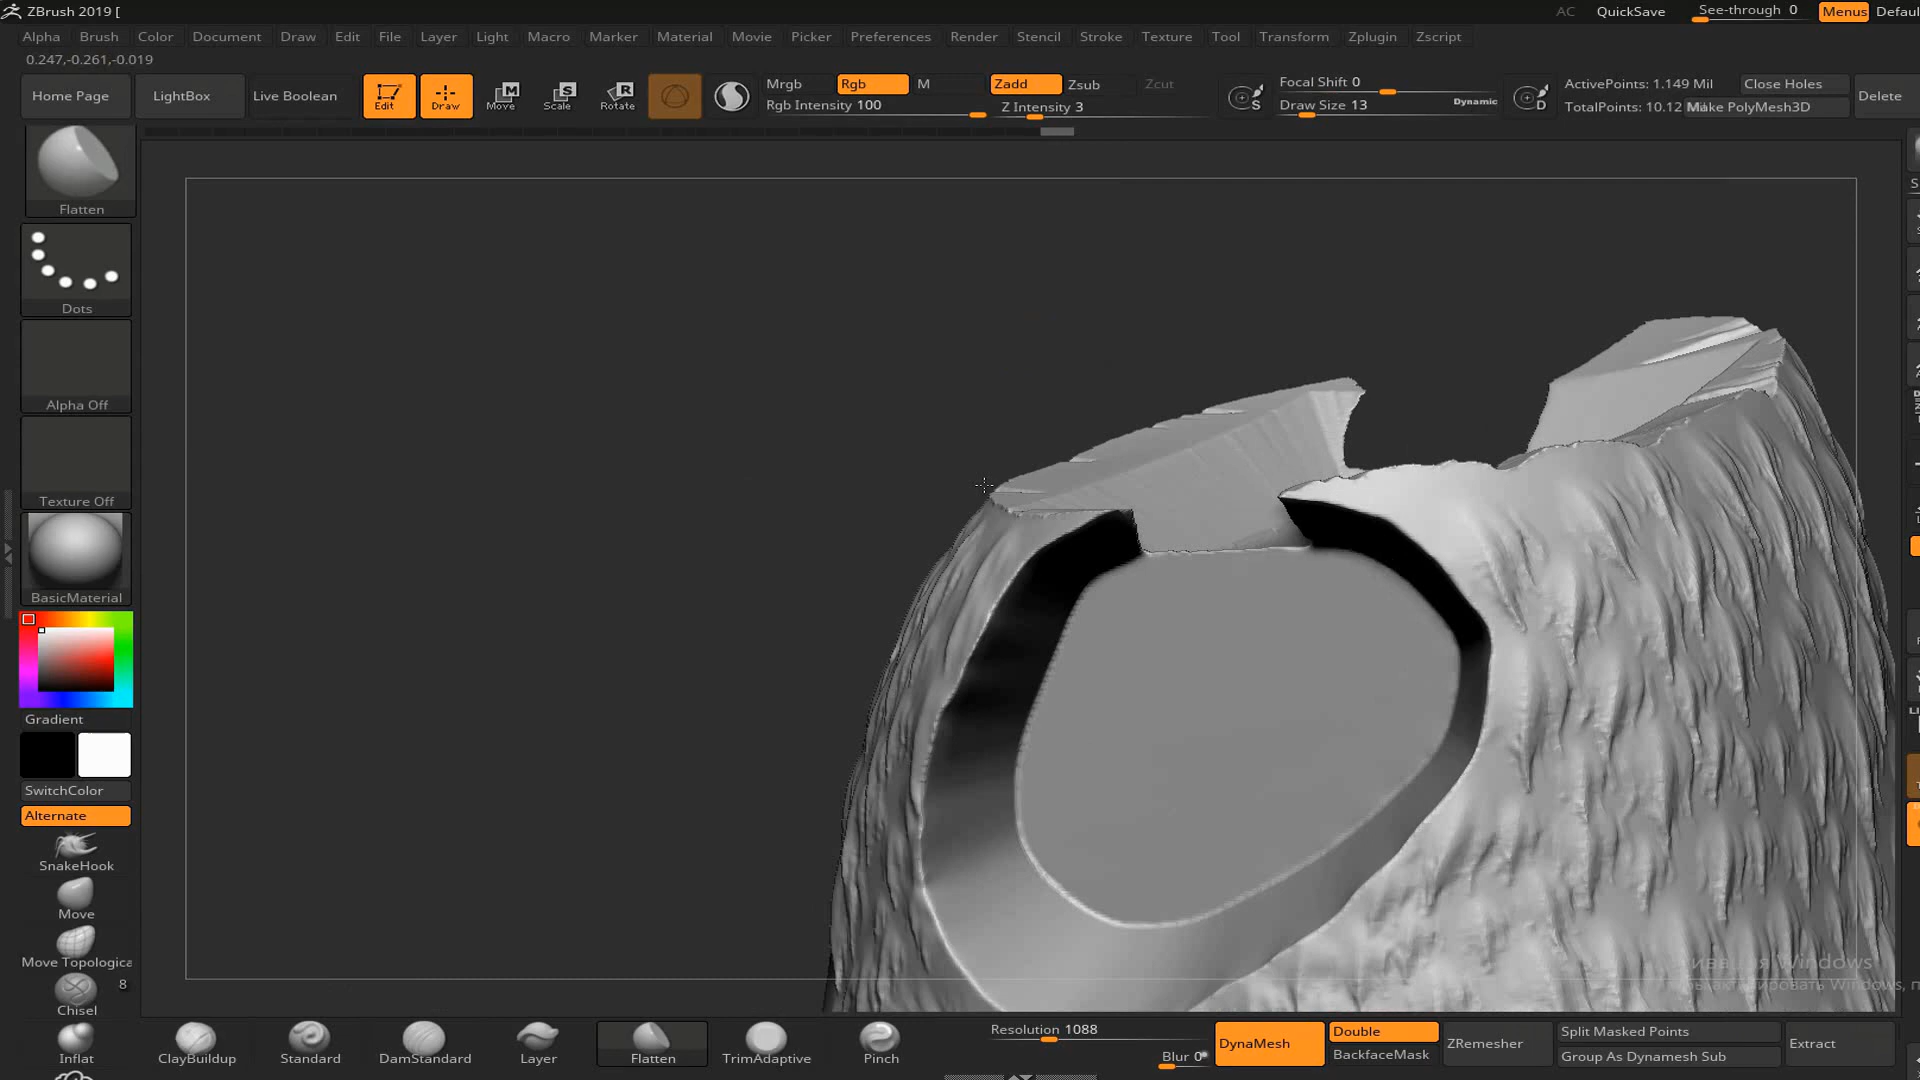 ZBrush 2019 [
AC QuickSave See-through 0 Menus Defaul
Alpha Brush Color Document Draw Edit File Layer Light Macro Marker Material Movie Picker Preferences Render Stencil Stroke Texture Tool Transform Zplugin Zscript
0.247,-0.261,-0.019
Home Page LightBox Live Boolean Edit Draw Move Scale Rotate
Mrgb Rgb M Zadd Zsub Zcut
Rgb Intensity 100 Z Intensity 3
Focal Shift 0
Draw Size 13 Dynamic
ActivePoints: 1.149 Mil Close Holes
TotalPoints: 10.12 Make PolyMesh3D
Delete
Flatten
Dots
Alpha Off
Texture Off
BasicMaterial
Gradient
SwitchColor
Alternate
SnakeHook
Move
Move Topologica
8
Chisel
Inflat
ClayBuildup Standard DamStandard Layer Flatten TrimAdaptive Pinch
Resolution 1088
Blur 0
DynaMesh
Double
BackfaceMask
ZRemesher
Split Masked Points
Group As Dynamesh Sub
Extract
Windows
Windows,